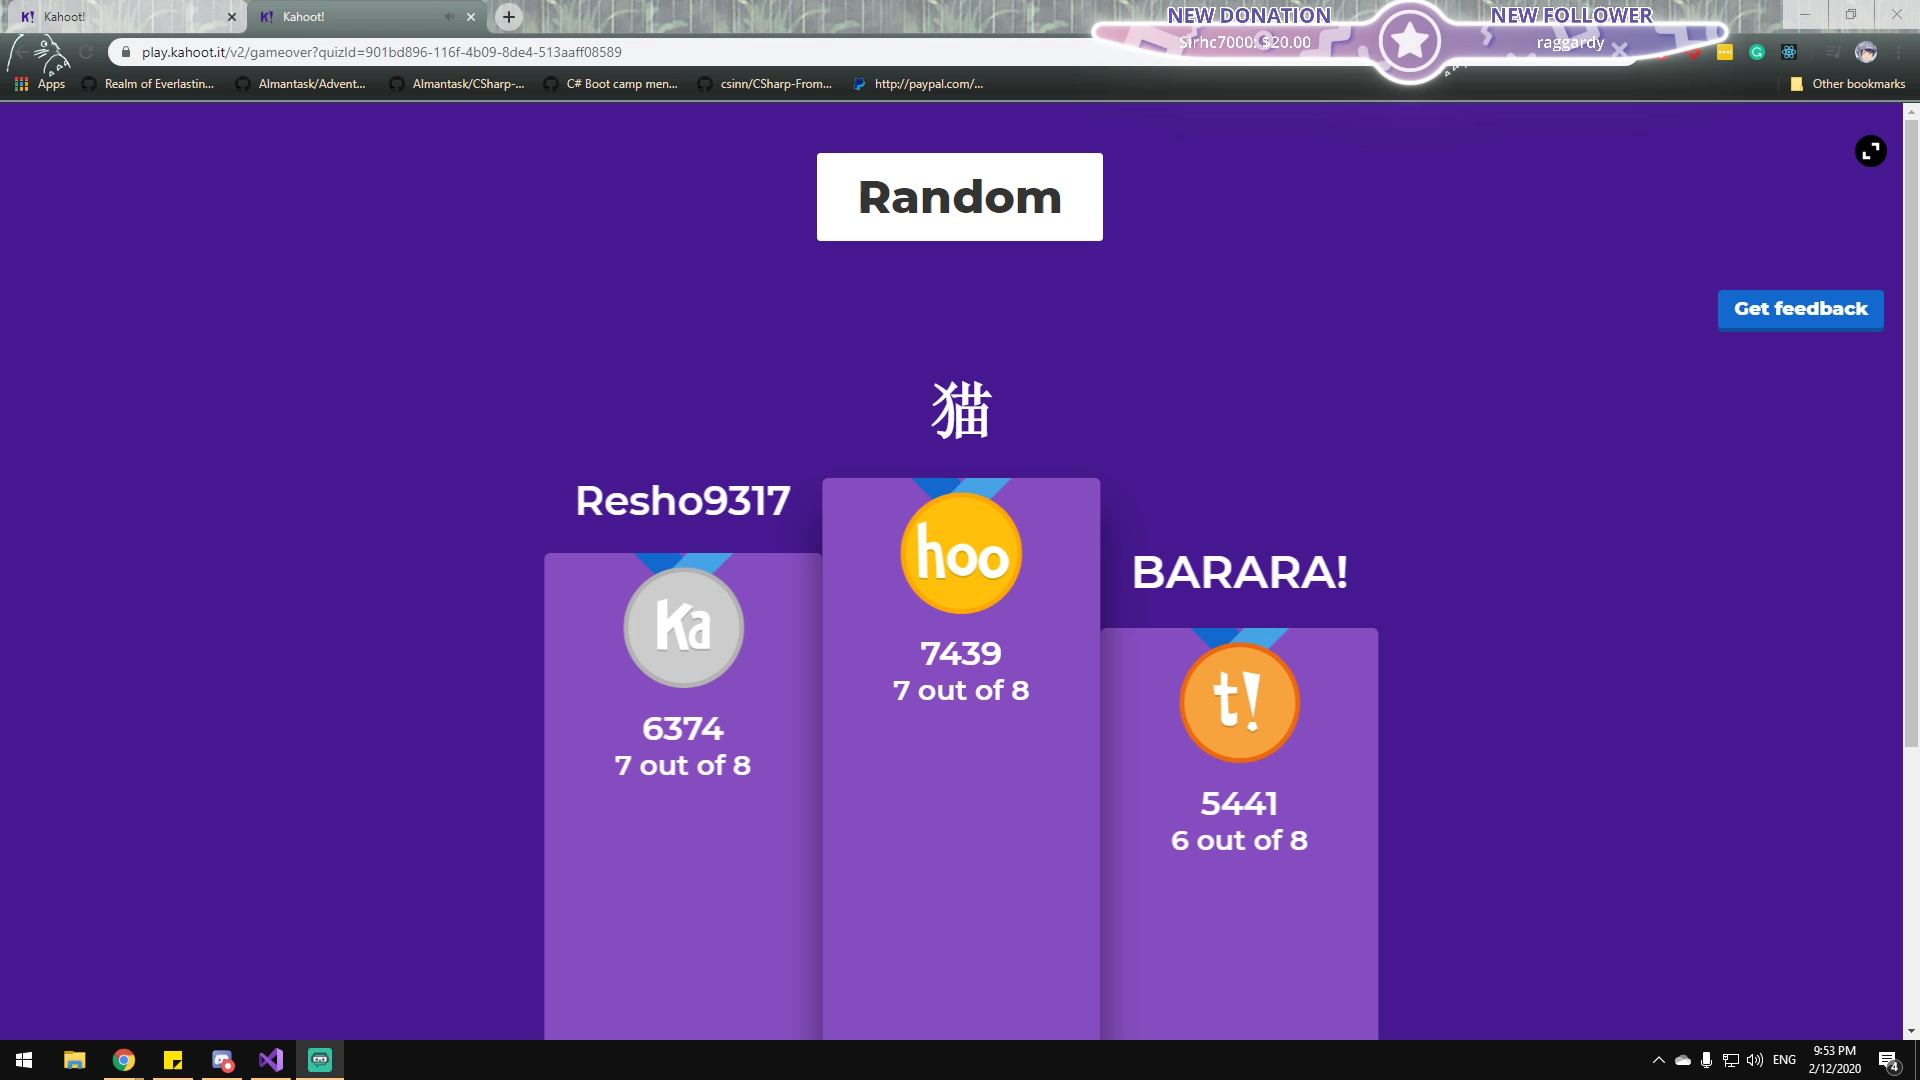 Kahoot!
Kahoot!
NEW DONATION
Sirhc7000: $20.00
NEW FOLLOWER
raggardy
play.kahoot.it/v2/gameover?quizId=901bd896-116f-4b09-8de4-513aaff08589
Apps
Realm of Everlastin...
Almantask/Advent...
Almantask/CSharp-...
C# Boot camp men...
csinn/CSharp-From...
http://paypal.com/...
Other bookmarks
Random
Get feedback
猫
Resho9317
BARARA!
hoo
7439
7 out of 8
Ka
6374
7 out of 8
t!
5441
6 out of 8
ENG
9:53 PM
2/12/2020
4